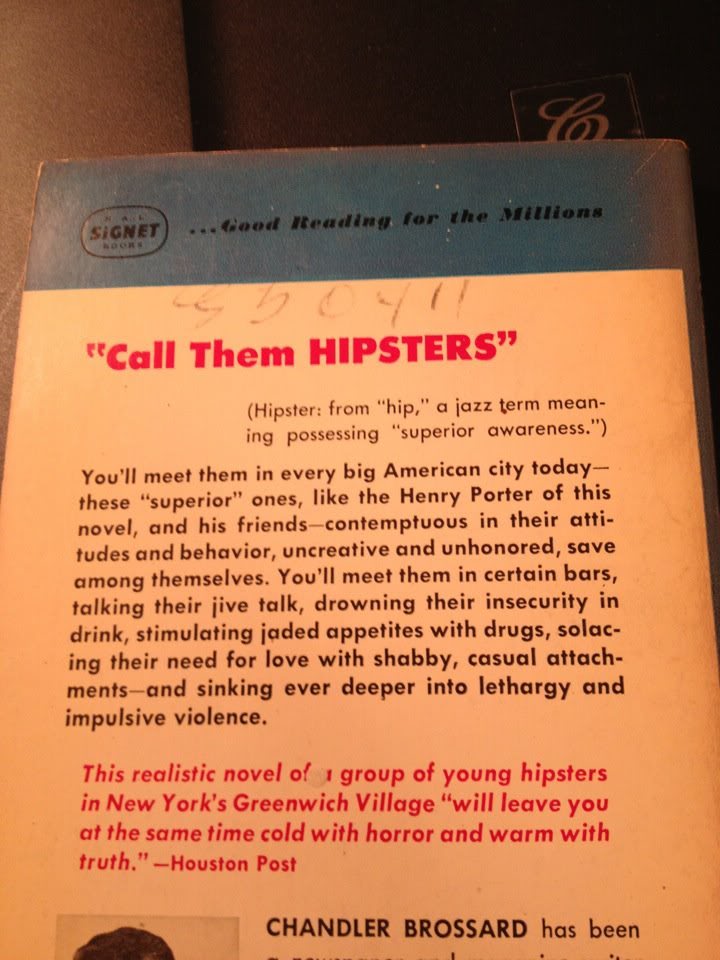 N.A.L
SIGNET
BOOKS
...Good Reading for the Millions
"Call Them HIPSTERS"
(Hipster: from "hip," a jazz term mean-
ing possessing "superior awareness.")
You'll meet them in every big American city today—
these "superior" ones, like the Henry Porter of this
novel, and his friends—contemptuous in their atti-
tudes and behavior, uncreative and unhonored, save
among themselves. You'll meet them in certain bars,
talking their jive talk, drowning their insecurity in
drink, stimulating jaded appetites with drugs, solac-
ing their need for love with shabby, casual attach-
ments—and sinking ever deeper into lethargy and
impulsive violence.
This realistic novel of a group of young hipsters
in New York's Greenwich Village "will leave you
at the same time cold with horror and warm with
truth."—Houston Post
CHANDLER BROSSARD has been
a newspaper and magazine writer